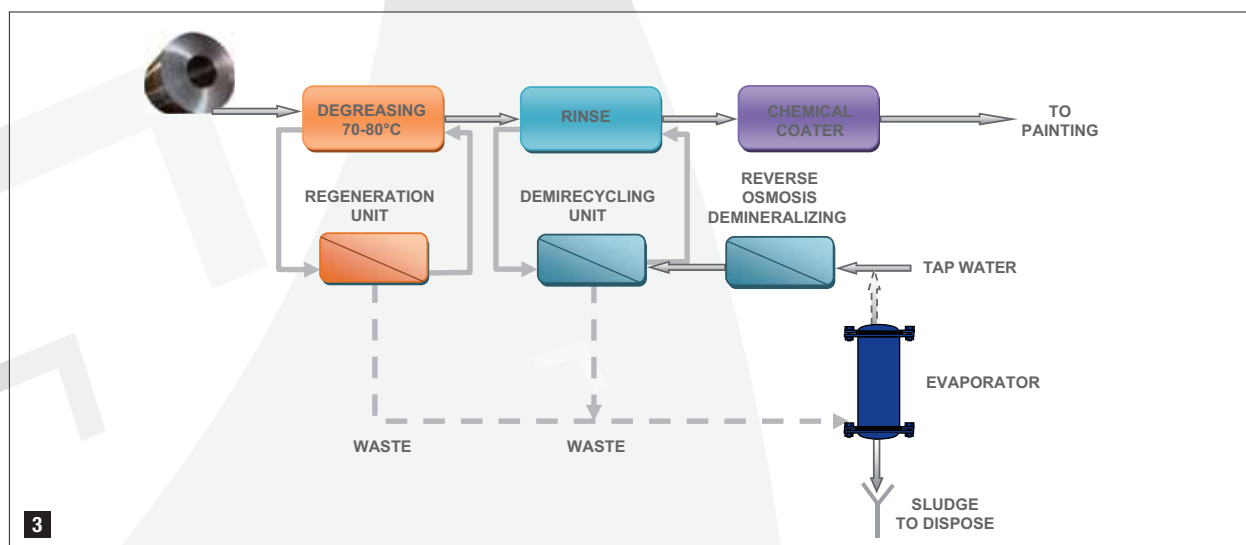 DEGREASING
70-80°C
RINSE
CHEMICAL
COATER
TO
PAINTING
REGENERATION
UNIT
DEMIRECYCLING
UNIT
REVERSE
OSMOSIS
DEMINERALIZING
TAP WATER
EVAPORATOR
WASTE
WASTE
SLUDGE
TO DISPOSE
3